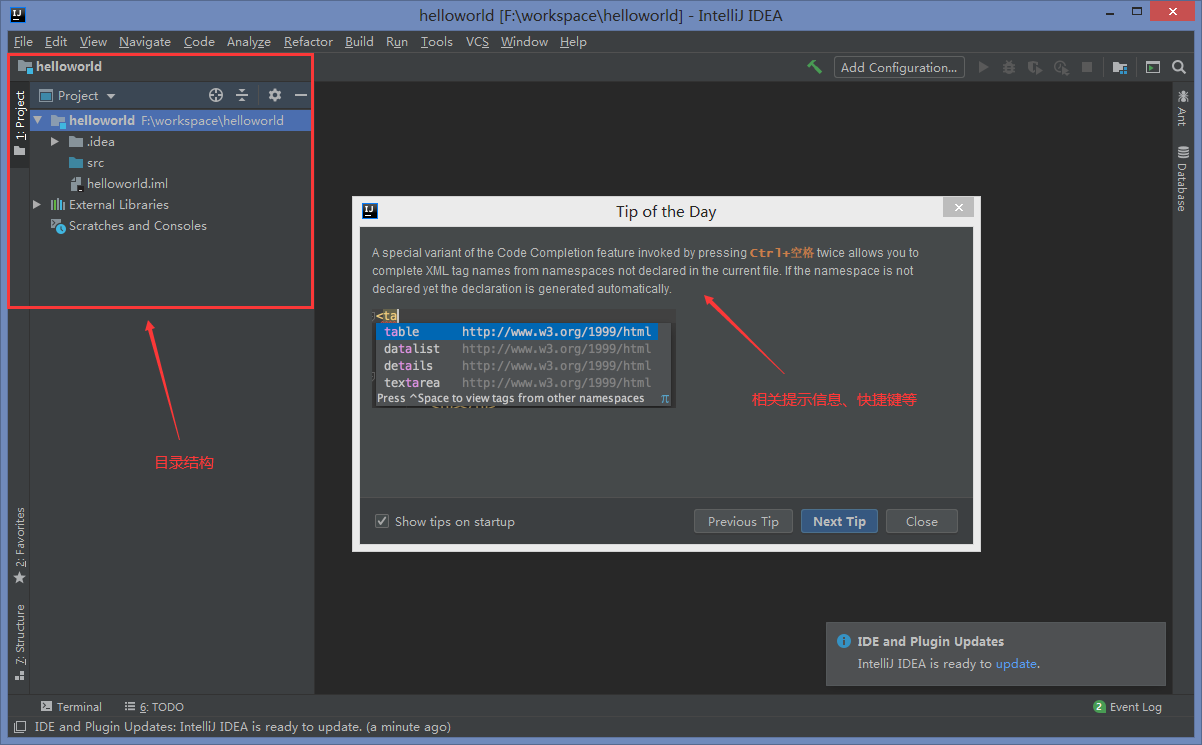 helloworld [F:\workspace\helloworld] - IntelliJ IDEA
File Edit View Navigate Code Analyze Refactor Build Run Tools VCS Window Help
helloworld
Add Configuration...
1: Project
Project
helloworld F:\workspace\helloworld
.idea
src
helloworld.iml
External Libraries
Scratches and Consoles
目录结构
2: Favorites
7: Structure
Ant
Database
Tip of the Day
A special variant of the Code Completion feature invoked by pressing Ctrl+空格 twice allows you to
complete XML tag names from namespaces not declared in the current file. If the namespace is not
declared yet the declaration is generated automatically.
<ta
table http://www.w3.org/1999/html
datalist http://www.w3.org/1999/html
details http://www.w3.org/1999/html
textarea http://www.w3.org/1999/html
Press ^Space to view tags from other namespaces π
相关提示信息、快捷键等
Show tips on startup
Previous Tip
Next Tip
Close
IDE and Plugin Updates
IntelliJ IDEA is ready to update.
Terminal
6: TODO
2 Event Log
IDE and Plugin Updates: IntelliJ IDEA is ready to update. (a minute ago)